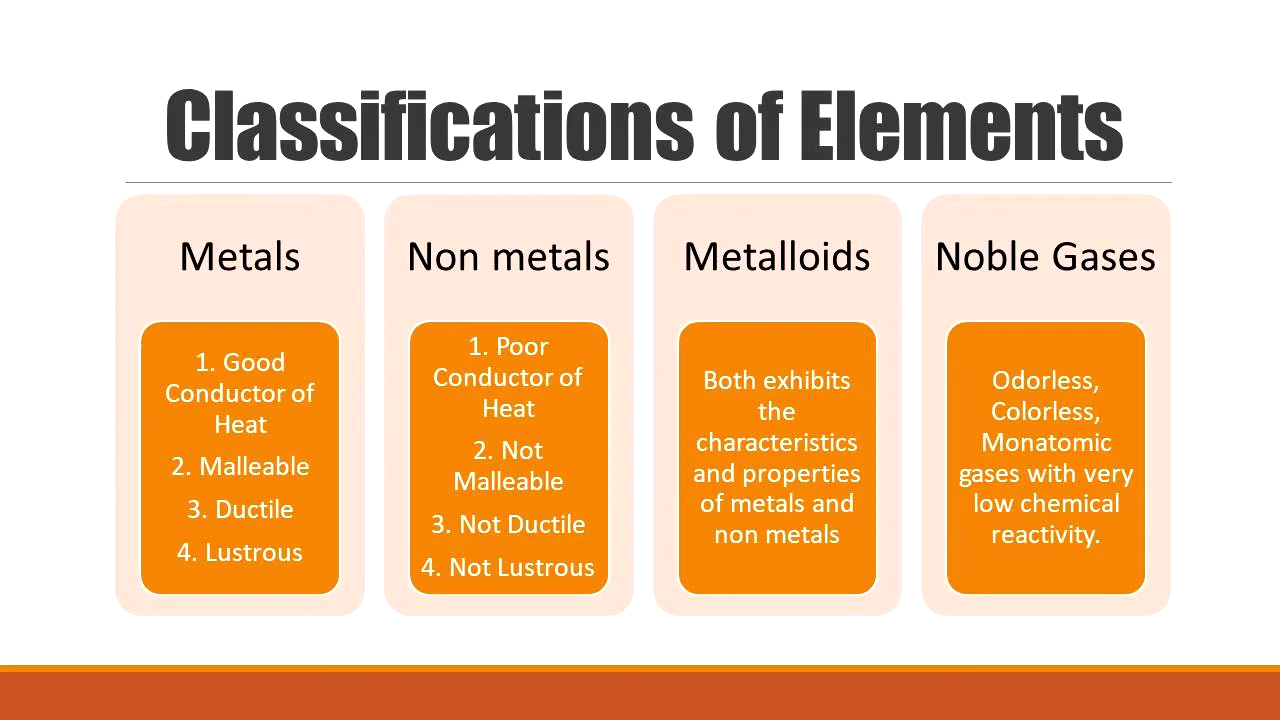 Classifications of Elements
Metals
1. Good
Conductor of
Heat
2. Malleable
3. Ductile
4. Lustrous
Non metals
1. Poor
Conductor of
Heat
2. Not
Malleable
3. Not Ductile
4. Not Lustrous
Metalloids
Both exhibits
the
characteristics
and properties
of metals and
non metals
Noble Gases
Odorless,
Colorless,
Monatomic
gases with very
low chemical
reactivity.